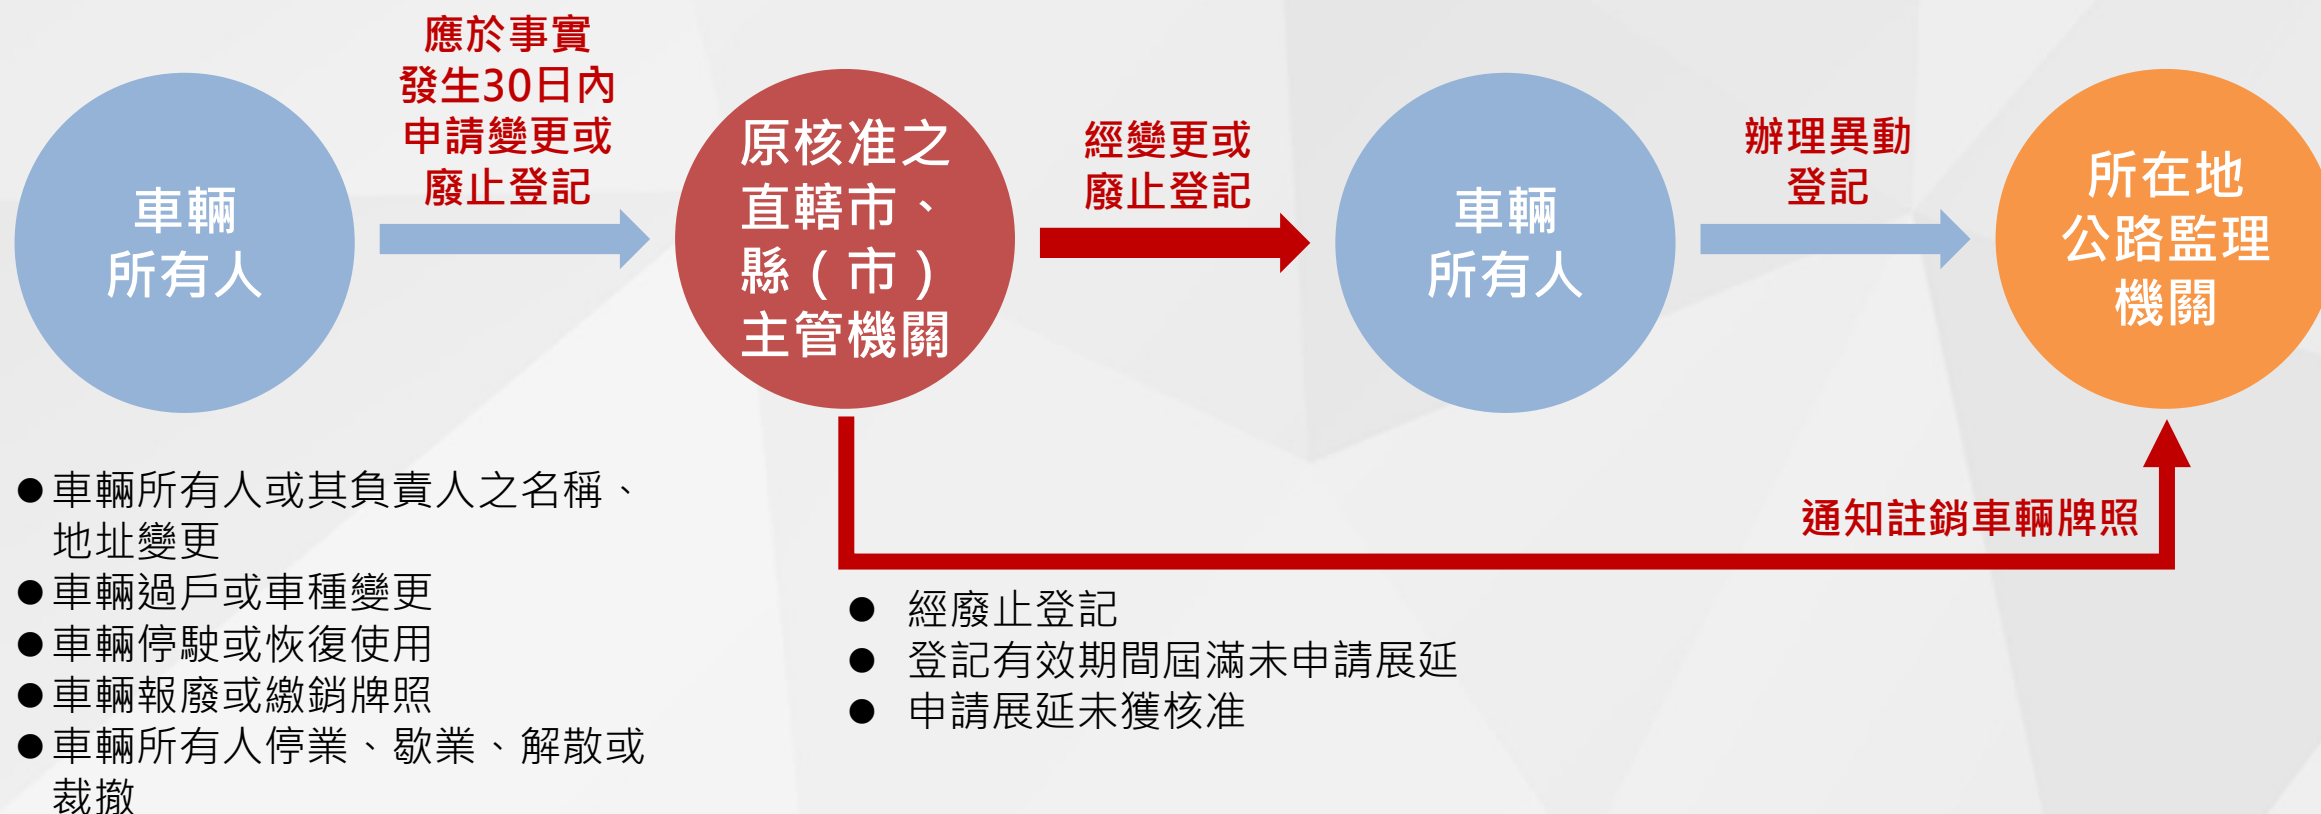 車輛
所有人
應於事實
發生30日內
申請變更或
廢止登記
原核准之
直轄市、
縣（市）
主管機關
經變更或
廢止登記
車輛
所有人
辦理異動
登記
所在地
公路監理
機關
●車輛所有人或其負責人之名稱、
地址變更
●車輛過戶或車種變更
●車輛停駛或恢復使用
●車輛報廢或繳銷牌照
●車輛所有人停業、歇業、解散或
裁撤
通知註銷車輛牌照
● 經廢止登記
● 登記有效期間屆滿未申請展延
● 申請展延未獲核准